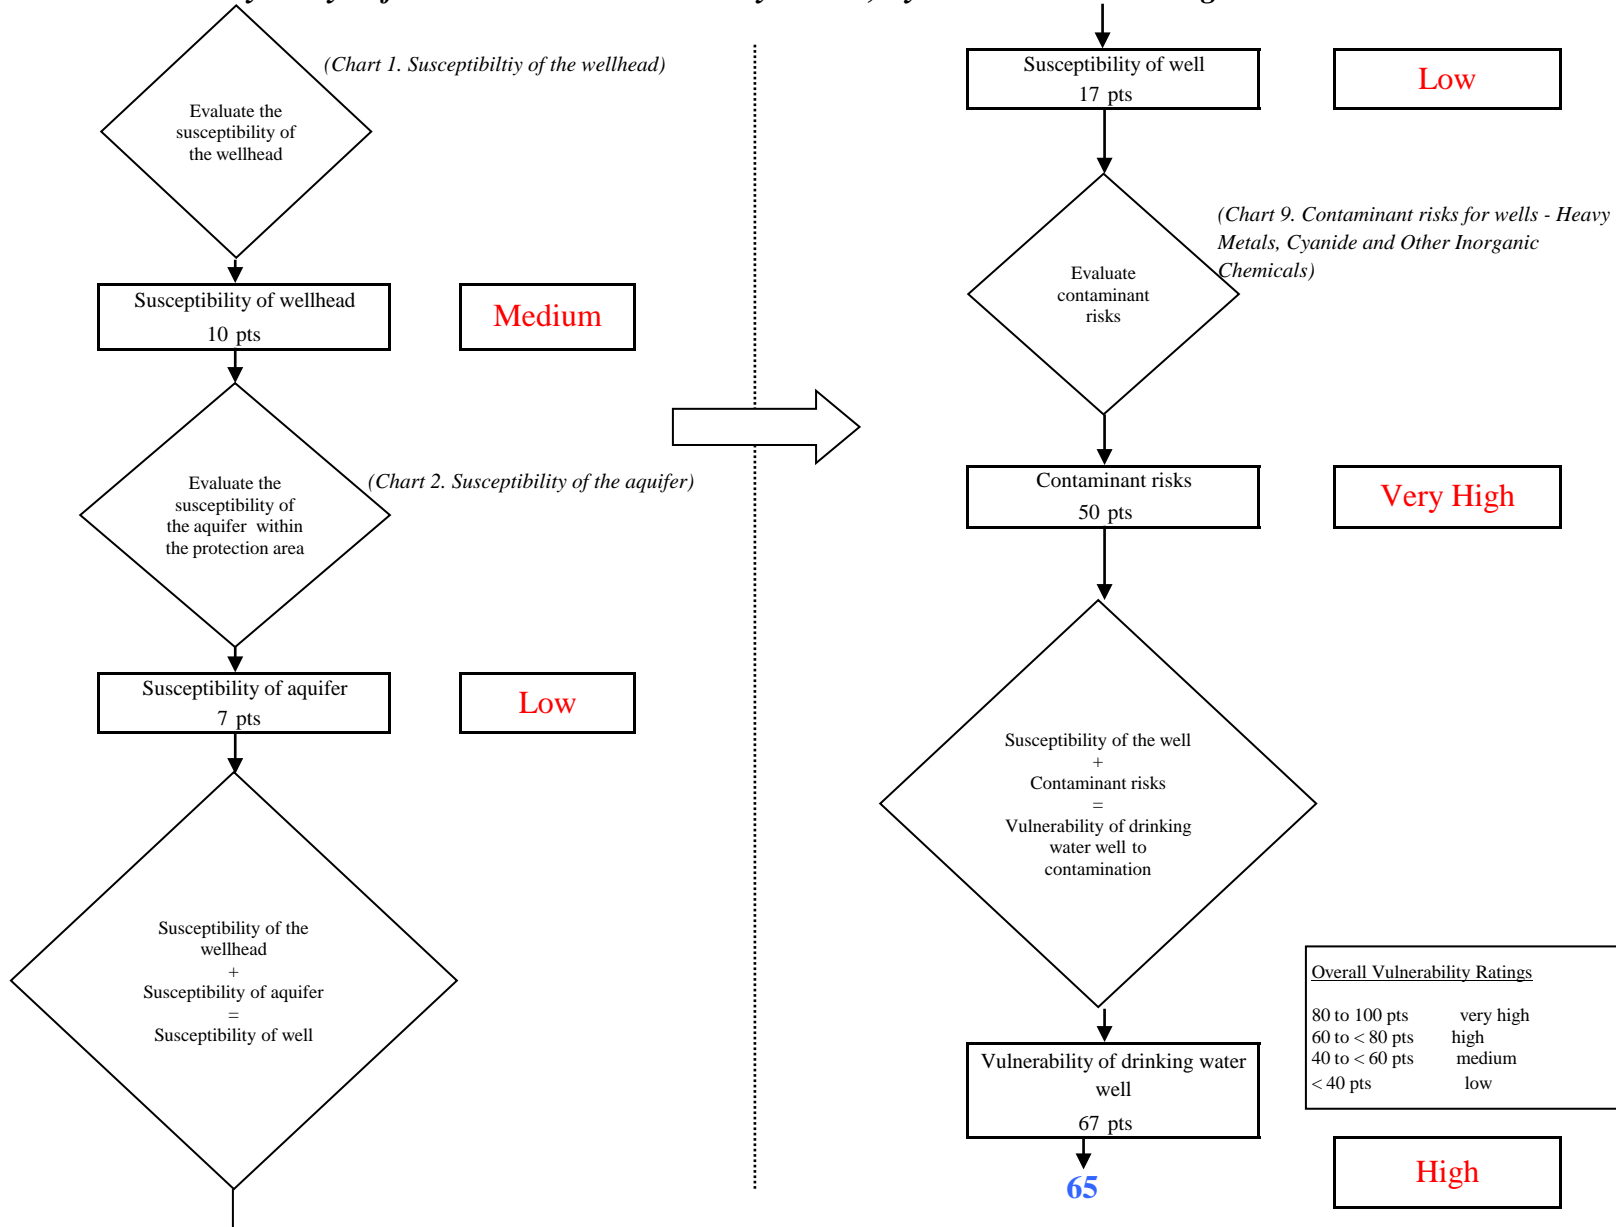 (Chart 1. Susceptibiltiy of the wellhead)
Evaluate the
susceptibility of
the wellhead
Susceptibility of wellhead
10 pts
Medium
(Chart 2. Susceptibility of the aquifer)
Evaluate the
susceptibility of
the aquifer within
the protection area
Susceptibility of aquifer
7 pts
Low
Susceptibility of the
wellhead
+
Susceptibility of aquifer
=
Susceptibility of well
Susceptibility of well
17 pts
Low
(Chart 9. Contaminant risks for wells - Heavy
Metals, Cyanide and Other Inorganic
Chemicals)
Evaluate
contaminant
risks
Contaminant risks
50 pts
Very High
Susceptibility of the well
+
Contaminant risks
=
Vulnerability of drinking
water well to
contamination
Overall Vulnerability Ratings
80 to 100 pts very high
60 to < 80 pts high
40 to < 60 pts medium
< 40 pts low
Vulnerability of drinking water
well
67 pts
65
High